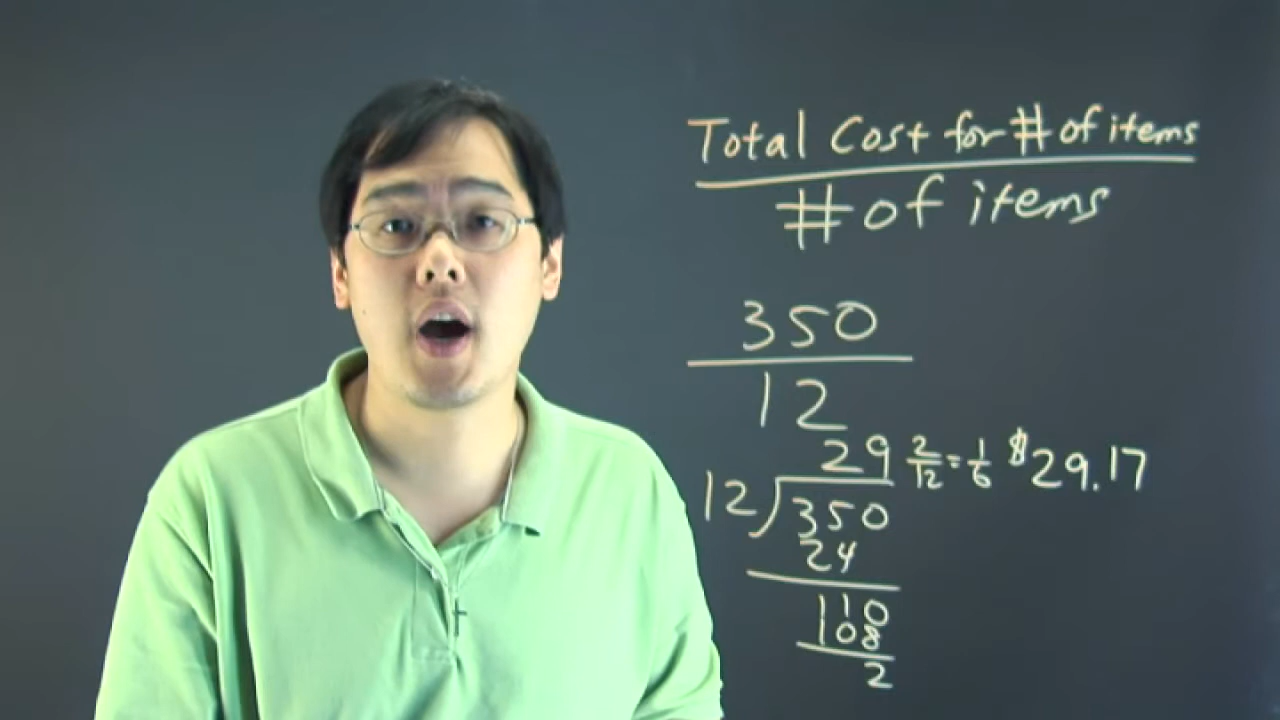 Total Cost for # of items
# of items
350
12
29 2/12 = 1/6 $29.17
12 350
24
110
108
2